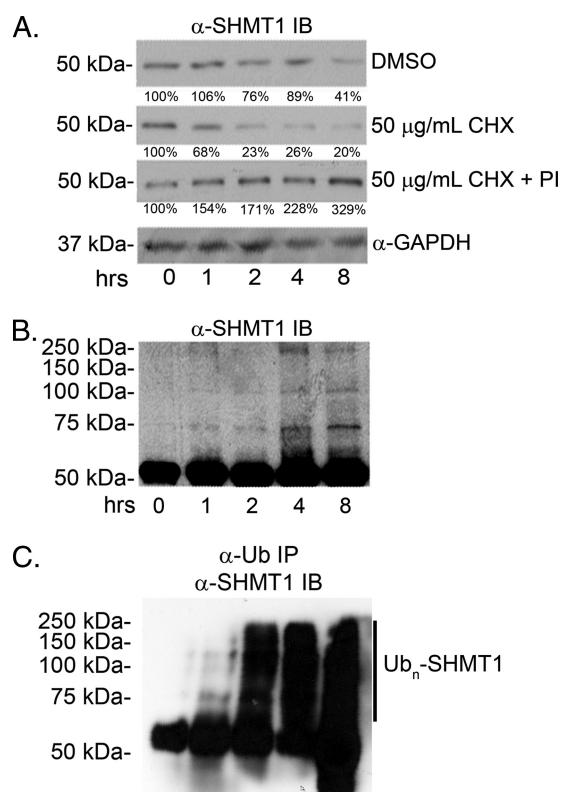 A.
α-SHMT1 IB
50 kDa- DMSO
100% 106% 76% 89% 41%
50 kDa- 50 μg/mL CHX
100% 68% 23% 26% 20%
50 kDa- 50 μg/mL CHX + PI
100% 154% 171% 228% 329%
37 kDa- α-GAPDH
hrs 0 1 2 4 8
B.
α-SHMT1 IB
250 kDa-
150 kDa-
100 kDa-
75 kDa-
50 kDa-
hrs 0 1 2 4 8
C.
α-Ub IP
α-SHMT1 IB
250 kDa-
150 kDa-
100 kDa-
Ubn-SHMT1
75 kDa-
50 kDa-